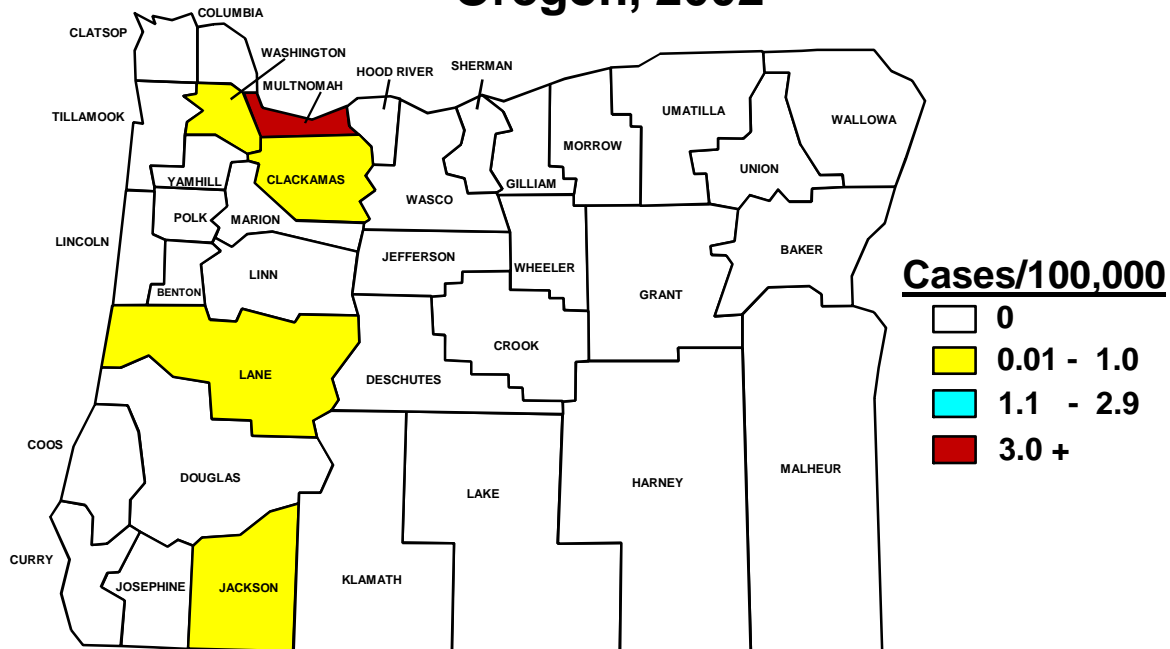 Oregon, 2002
COLUMBIA
CLATSOP
WASHINGTON
HOOD RIVER
SHERMAN
MULTNOMAH
TILLAMOOK
UMATILLA
WALLOWA
MORROW
UNION
YAMHILL
CLACKAMAS
GILLIAM
WASCO
POLK
MARION
LINCOLN
JEFFERSON
BAKER
WHEELER
LINN
BENTON
GRANT
CROOK
LANE
DESCHUTES
COOS
DOUGLAS
LAKE
HARNEY
MALHEUR
CURRY
JOSEPHINE
JACKSON
KLAMATH
Cases/100,000
0
0.01 - 1.0
1.1 - 2.9
3.0 +